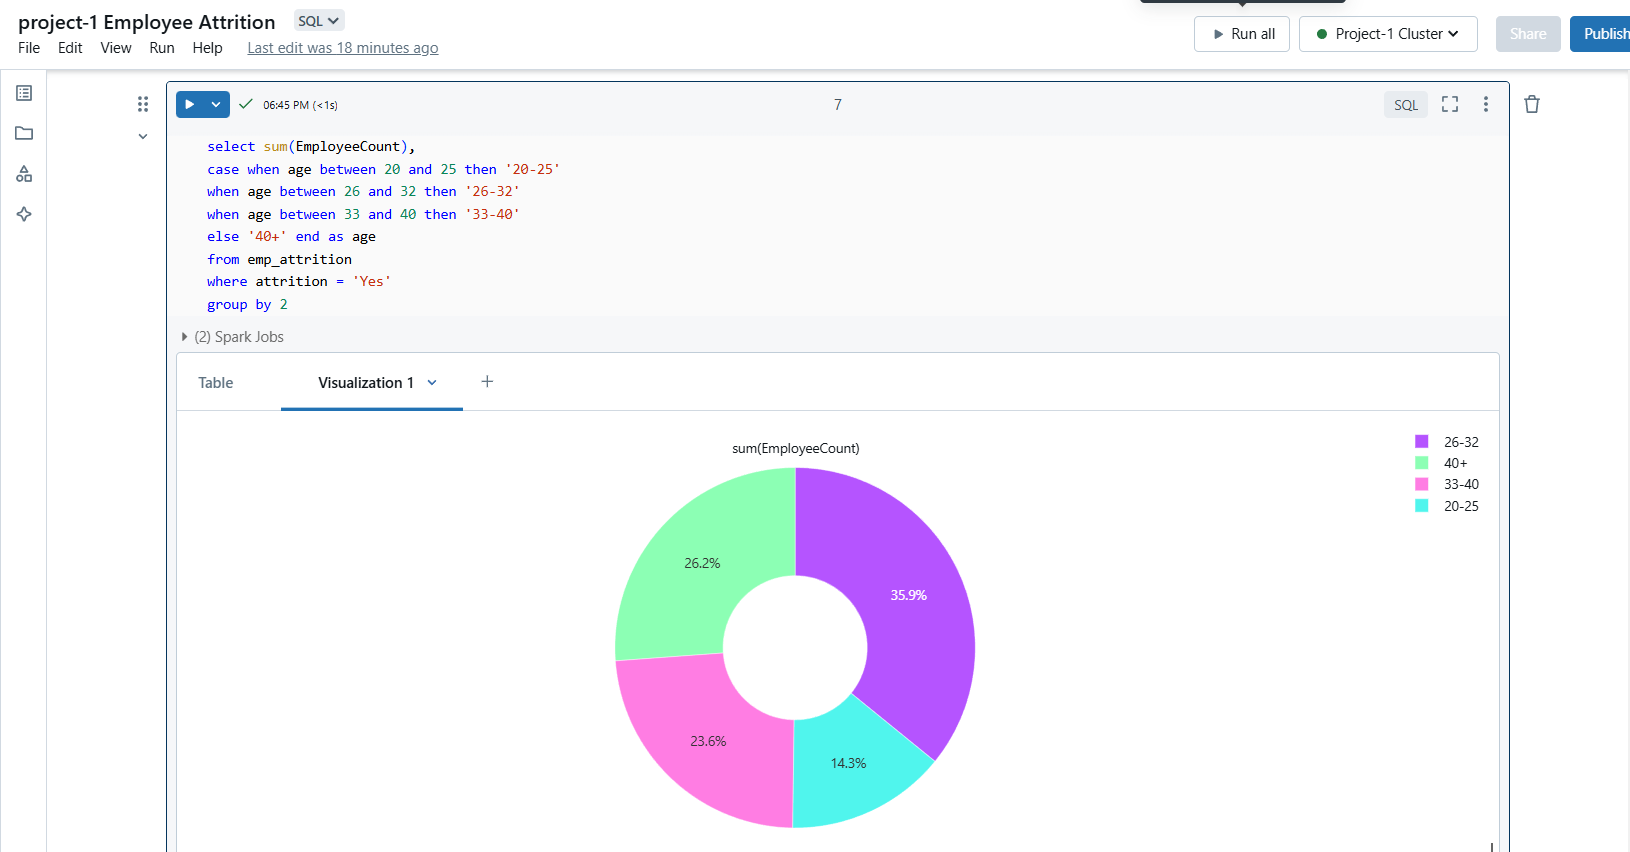 project-1 Employee Attrition
SQL
File Edit View Run Help Last edit was 18 minutes ago
Run all
Project-1 Cluster
Share
Publish
06:45 PM (<1s)
7
SQL
select sum(EmployeeCount),
case when age between 20 and 25 then '20-25'
when age between 26 and 32 then '26-32'
when age between 33 and 40 then '33-40'
else '40+' end as age
from emp_attrition
where attrition = 'Yes'
group by 2
(2) Spark Jobs
Table
Visualization 1
+
sum(EmployeeCount)
26-32
40+
33-40
20-25
26.2%
35.9%
23.6%
14.3%